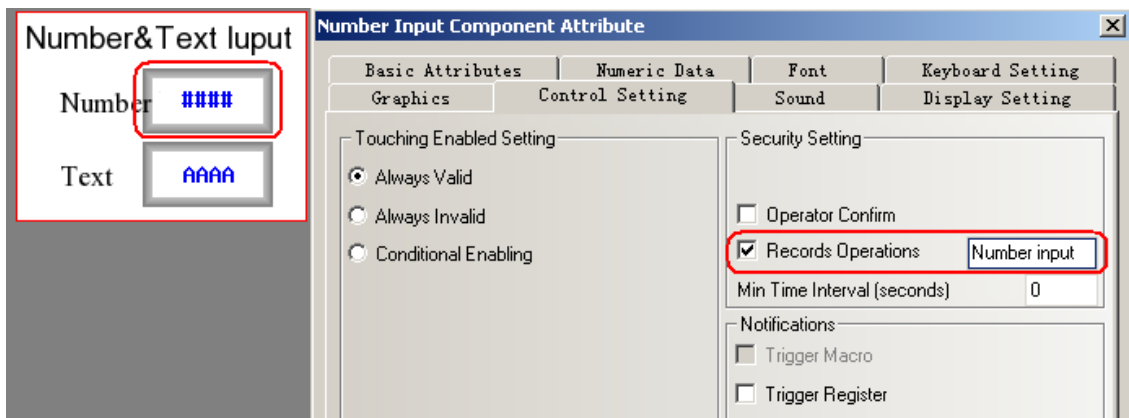 Number&Text Iuput
Number ####
Text AAAA
Number Input Component Attribute
Basic Attributes Numeric Data Font Keyboard Setting
Graphics Control Setting Sound Display Setting
Touching Enabled Setting
Always Valid
Always Invalid
Conditional Enabling
Security Setting
Operator Confirm
Records Operations Number input
Min Time Interval (seconds) 0
Notifications
Trigger Macro
Trigger Register